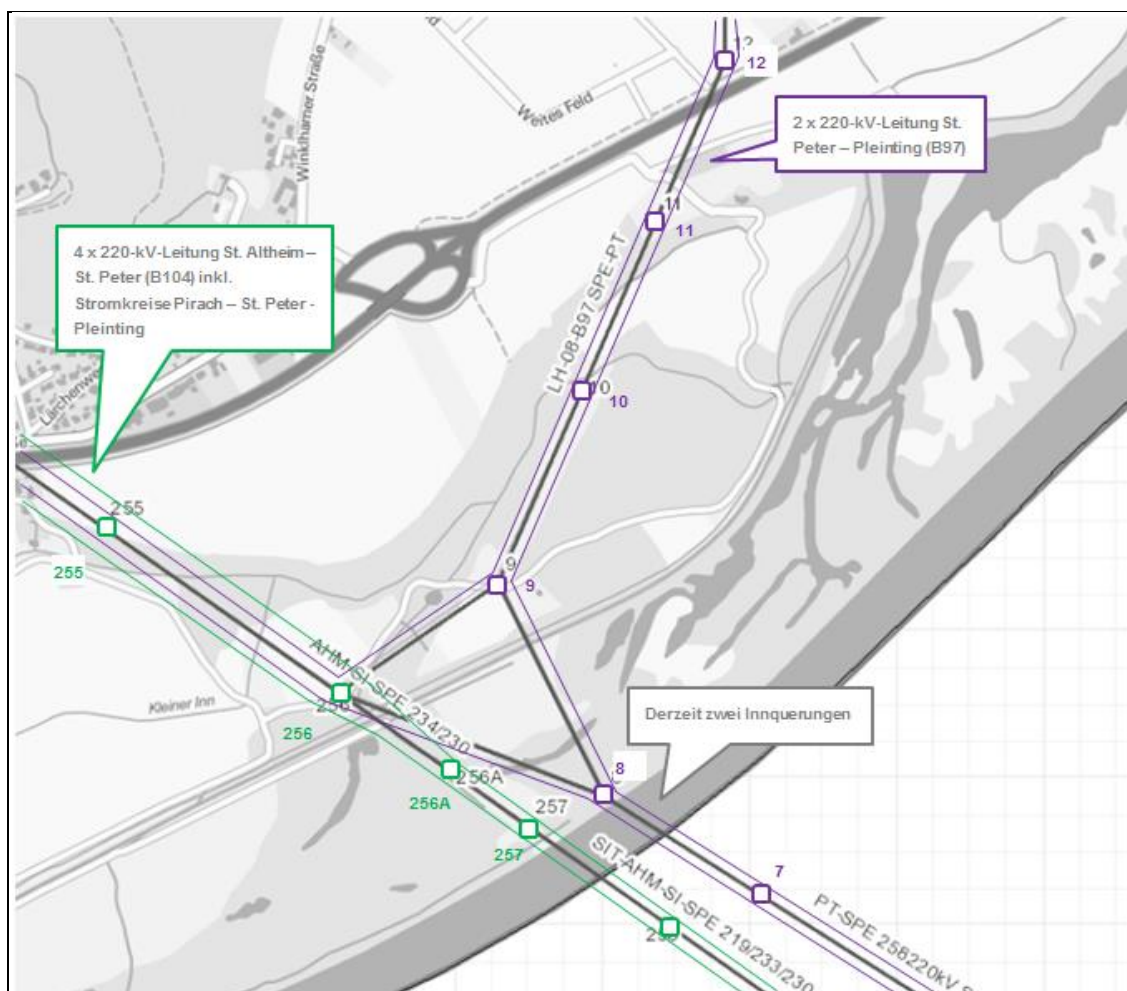 12
12
Weites Feld
Winklhamer Straße
2 x 220-kV-Leitung St.
Peter – Pleinting (B97)
11
11
LH-08-B97 SPE-PT
4 x 220-kV-Leitung St. Altheim –
St. Peter (B104) inkl.
Stromkreise Pirach – St. Peter -
Pleinting
10
10
255
255
9
9
AHM-SI-SPE 234/230
Kleiner Inn
256
256
Derzeit zwei Innquerungen
8
256A
256A
257
257
SIT-AHM-SI-SPE 219/233/230
7
PT-SPE 256220kV